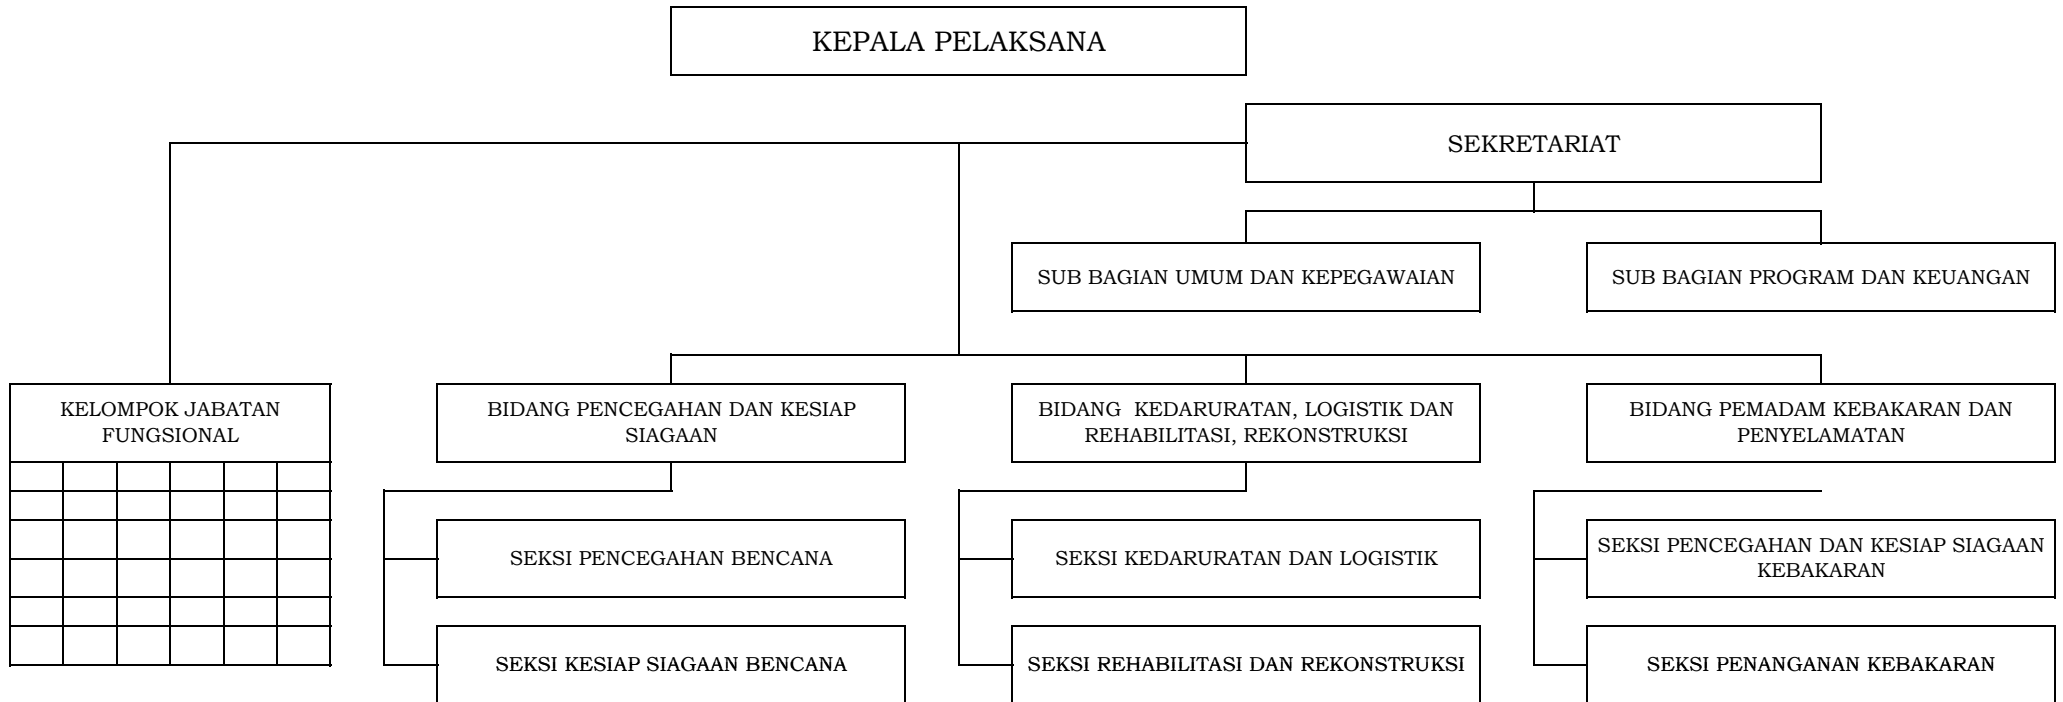 KEPALA PELAKSANA
SEKRETARIAT
SUB BAGIAN UMUM DAN KEPEGAWAIAN
SUB BAGIAN PROGRAM DAN KEUANGAN
KELOMPOK JABATAN
FUNGSIONAL
BIDANG PENCEGAHAN DAN KESIAP
SIAGAAN
BIDANG  KEDARURATAN, LOGISTIK DAN
REHABILITASI, REKONSTRUKSI
BIDANG PEMADAM KEBAKARAN DAN
PENYELAMATAN
SEKSI PENCEGAHAN BENCANA
SEKSI KEDARURATAN DAN LOGISTIK
SEKSI PENCEGAHAN DAN KESIAP SIAGAAN
KEBAKARAN
SEKSI KESIAP SIAGAAN BENCANA
SEKSI REHABILITASI DAN REKONSTRUKSI
SEKSI PENANGANAN KEBAKARAN